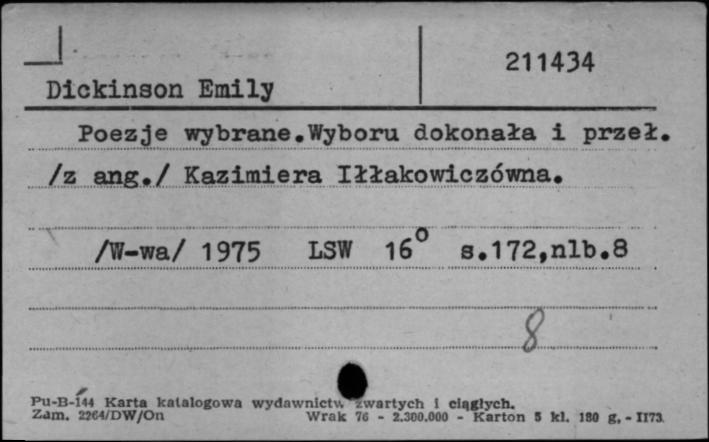 211434
Dickinson Emily
Poezje wybrane.Wyboru dokonała i przeł.
/z ang./ Kazimiera Iłłakowiczówna.
/W-wa/ 1975 LSW 16° s.172,nlb.8
8
Pu-B-144 Karta katalogowa wydawnictw zwartych i ciągłych.
Zam. 2264/DW/On Wrak 76 - 2.300.000 - Karton 5 kl. 180 g. - II73.